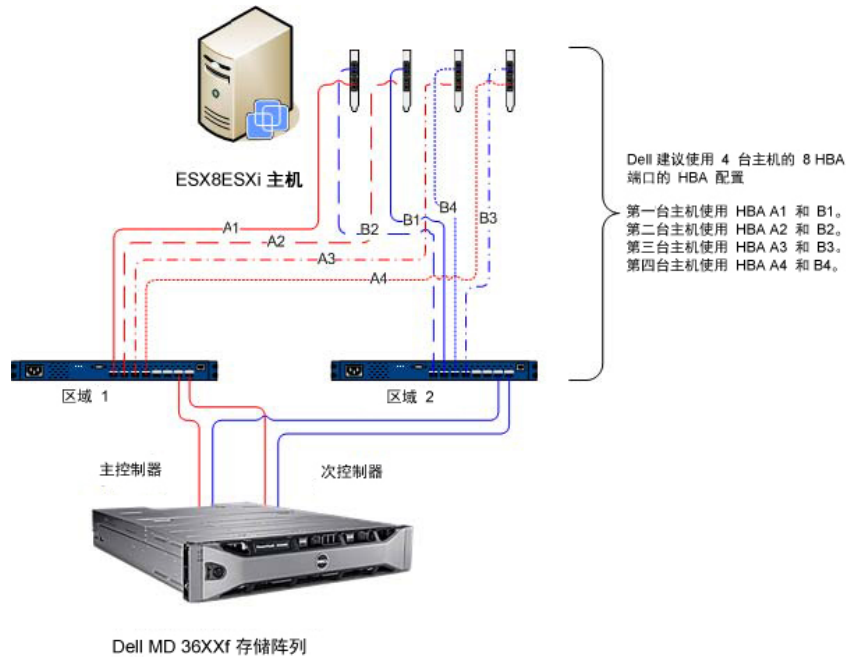 ESX8ESXi 主机
A1
B2
B1
B4
B3
A2
A3
A4
Dell 建议使用 4 台主机的 8 HBA
端口的 HBA 配置
第一台主机使用 HBA A1 和 B1。
第二台主机使用 HBA A2 和 B2。
第三台主机使用 HBA A3 和 B3。
第四台主机使用 HBA A4 和B4。
区域 1
区域 2
主控制器
次控制器
Dell MD 36XXf 存储阵列